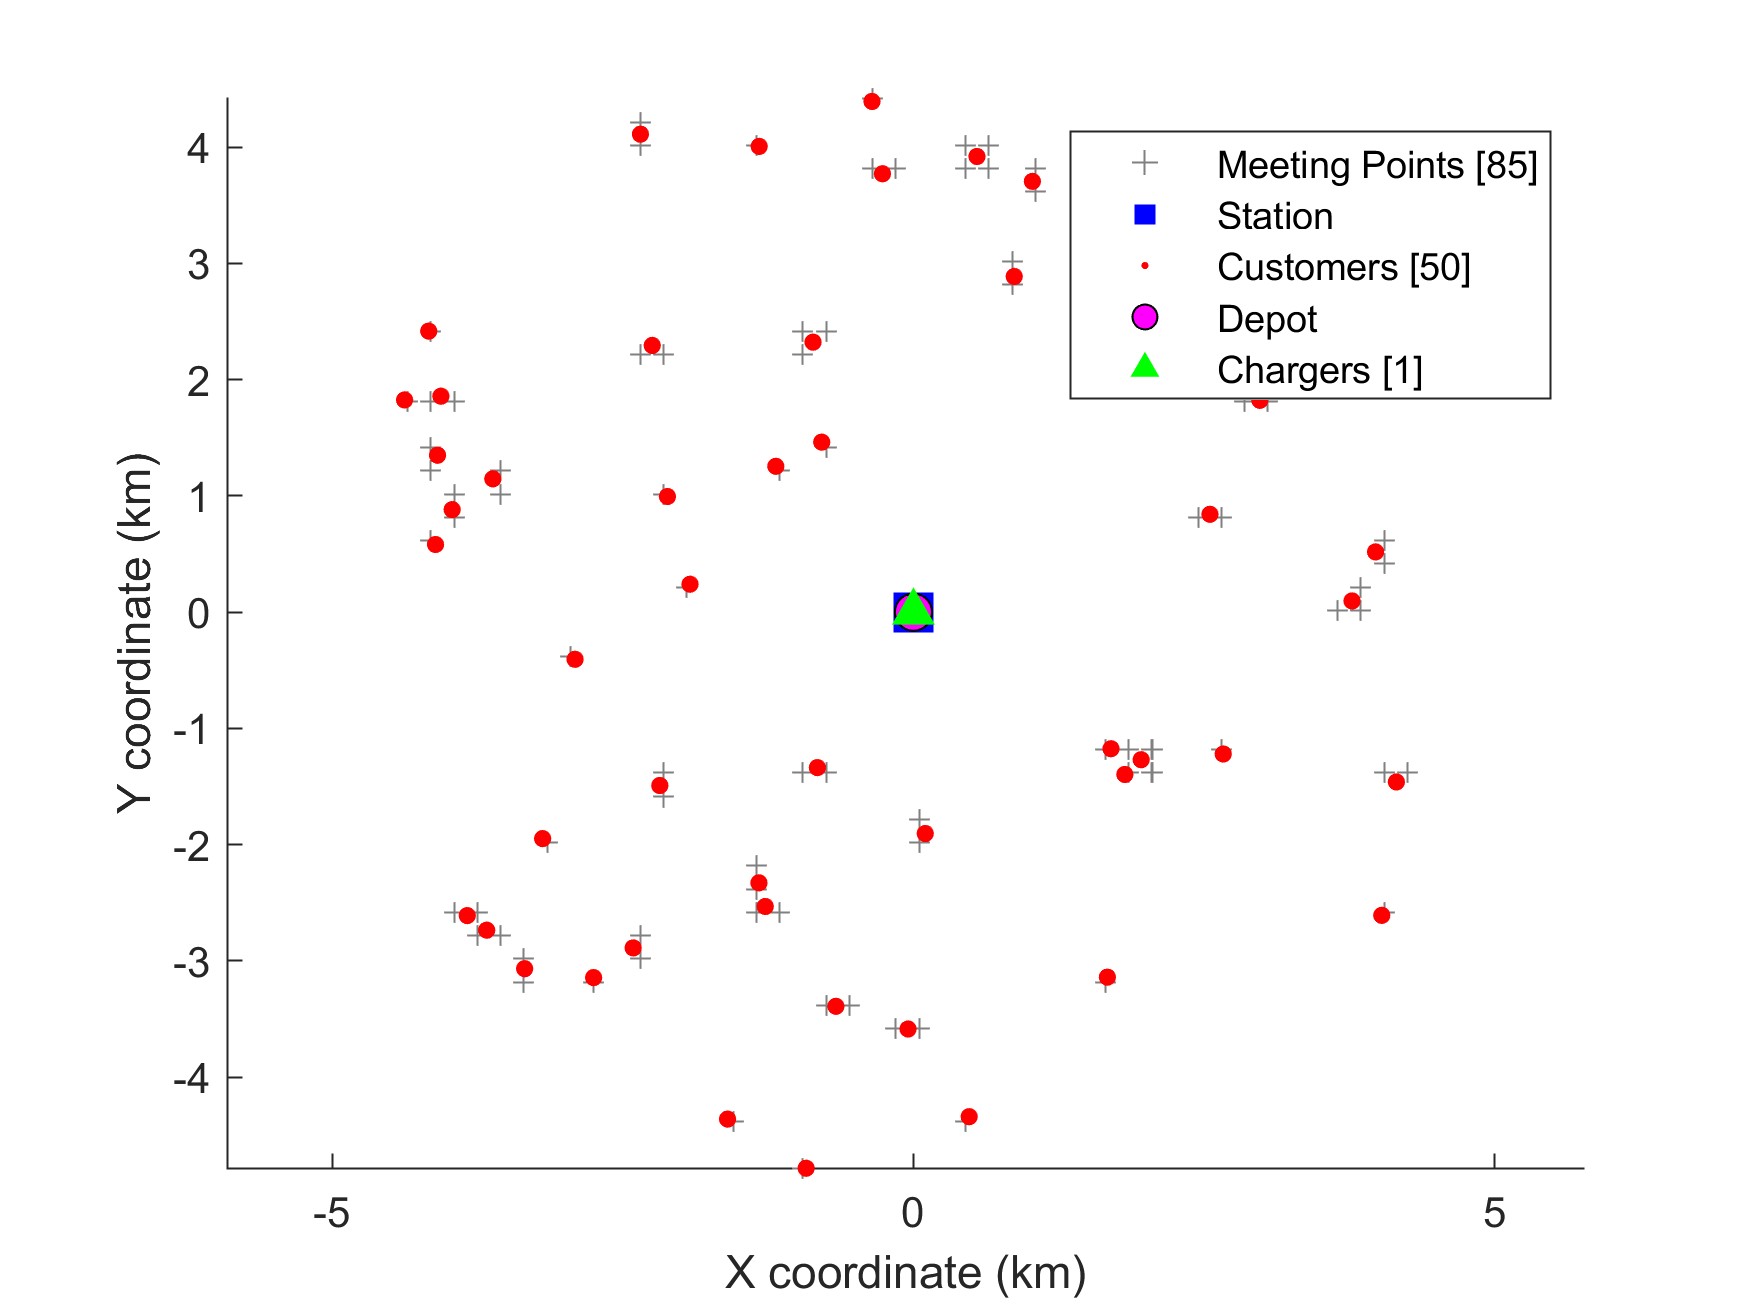 4
3
2
1
0
-1
-2
-3
-4
Y coordinate (km)
Meeting Points [85]
Station
Customers [50]
Depot
Chargers [1]
-5
0
5
X coordinate (km)